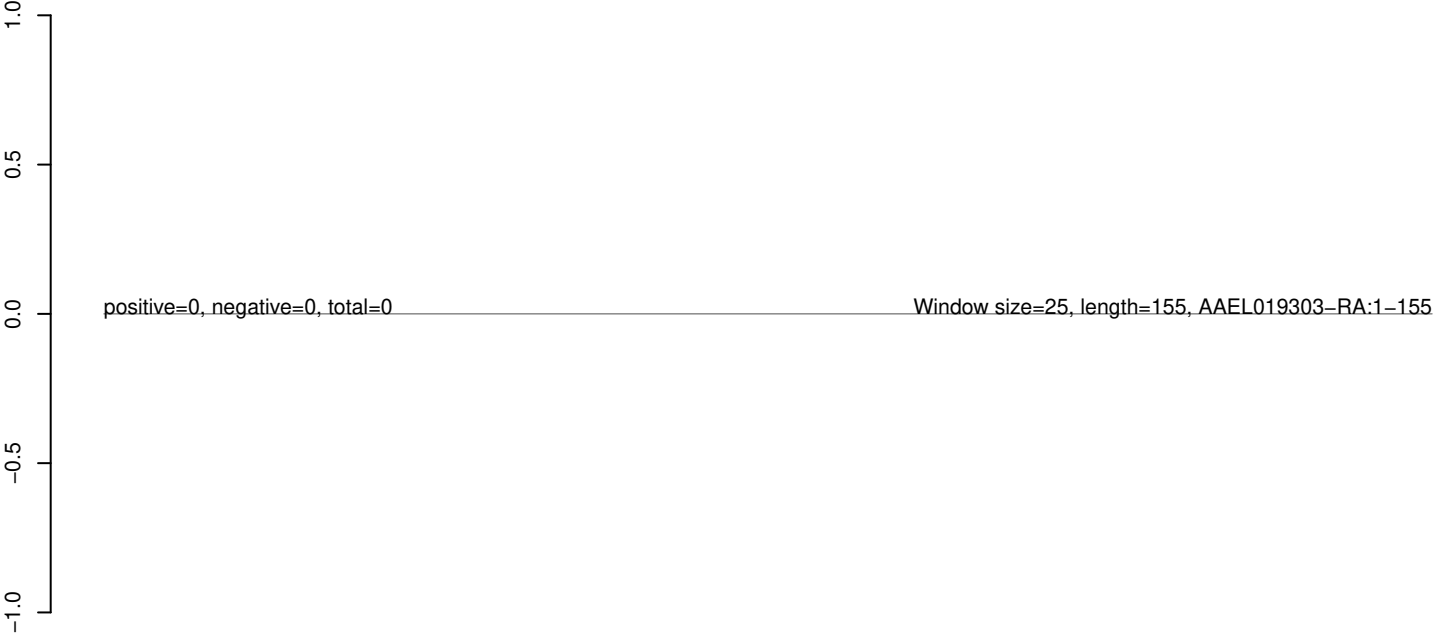 1.0
0.5
0.0
−0.5
−1.0
positive=0, negative=0, total=0
Window size=25, length=155, AAEL019303−RA:1−155